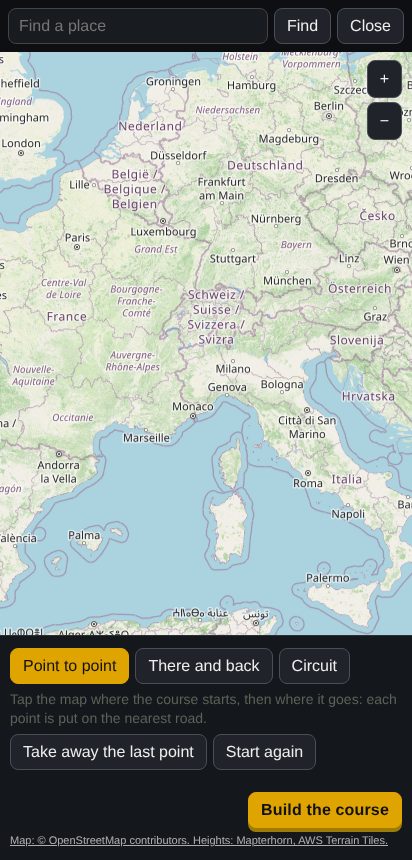 Find a place
Find
Close
Holstein
Mecklenburg-
Vorpommern
Groningen
Hamburg
+
heffield
England
Niedersachsen
Berlin
−
mingham
Nederland
London
Magdeburg
Düsseldorf
Deutschland
België /
Belgique /
Belgien
Lille
Frankfurt
am Main
Dresden
Luxembourg
Nürnberg
Česko
Paris
Grand Est
Bayern
Stuttgart
Linz
Brno
Wien
München
Centre-Val
de Loire
Bourgogne-
Franche-
Comté
Schweiz /
Suisse /
Svizzera /
Svizra
Österreich
France
Graz
Slovenija
Auvergne-
Rhône-Alpes
Milano
Nouvelle-
Aquitaine
Genova
Bologna
Hrvatska
Monaco
Occitanie
Città di San
Marino
Marseille
Andorra
la Vella
Roma
Italia
Napoli
Palma
València
Palermo
تونس
Point to point
There and back
Circuit
Tap the map where the course starts, then where it goes: each
point is put on the nearest road.
Take away the last point
Start again
Build the course
Map: © OpenStreetMap contributors. Heights: Mapterhorn, AWS Terrain Tiles.